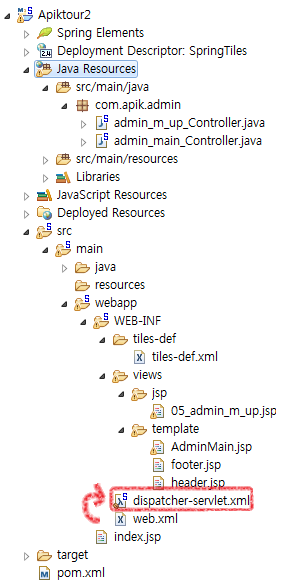 Apiktour2
Spring Elements
Deployment Descriptor: SpringTiles
Java Resources
src/main/java
com.apik.admin
admin_m_up_Controller.java
admin_main_Controller.java
src/main/resources
Libraries
JavaScript Resources
Deployed Resources
src
main
java
resources
webapp
WEB-INF
tiles-def
tiles-def.xml
views
jsp
05_admin_m_up.jsp
template
AdminMain.jsp
footer.jsp
header.jsp
dispatcher-servlet.xml
web.xml
index.jsp
target
pom.xml